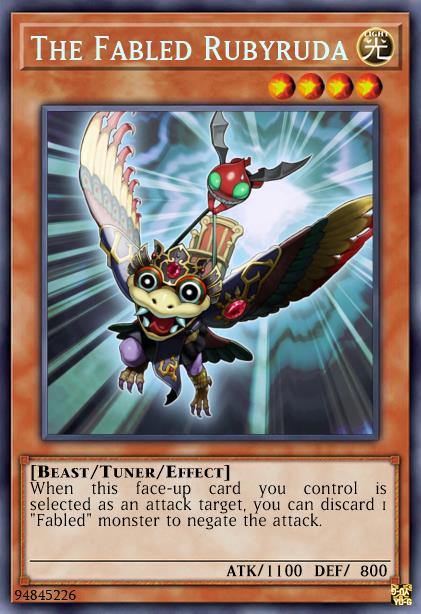 The Fabled Rubyruda
LIGHT
光
[Beast/Tuner/Effect]
When this face-up card you control is
selected as an attack target, you can discard 1
"Fabled" monster to negate the attack.
ATK/1100 DEF/ 800
94845226